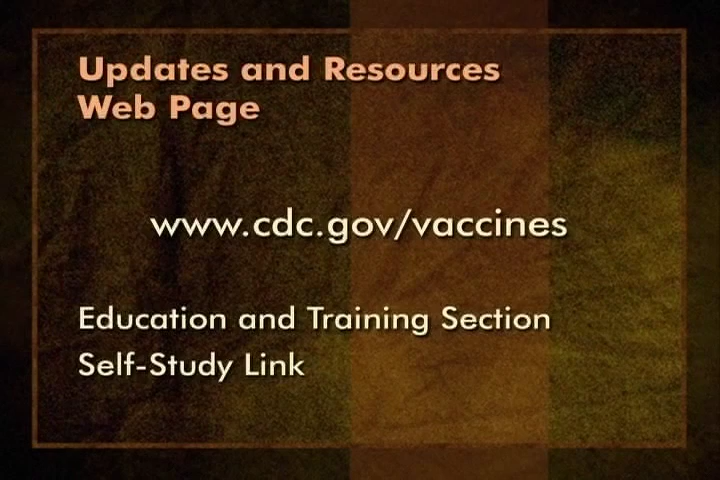 Updates and Resources
Web Page
www.cdc.gov/vaccines
Education and Training Section
Self-Study Link